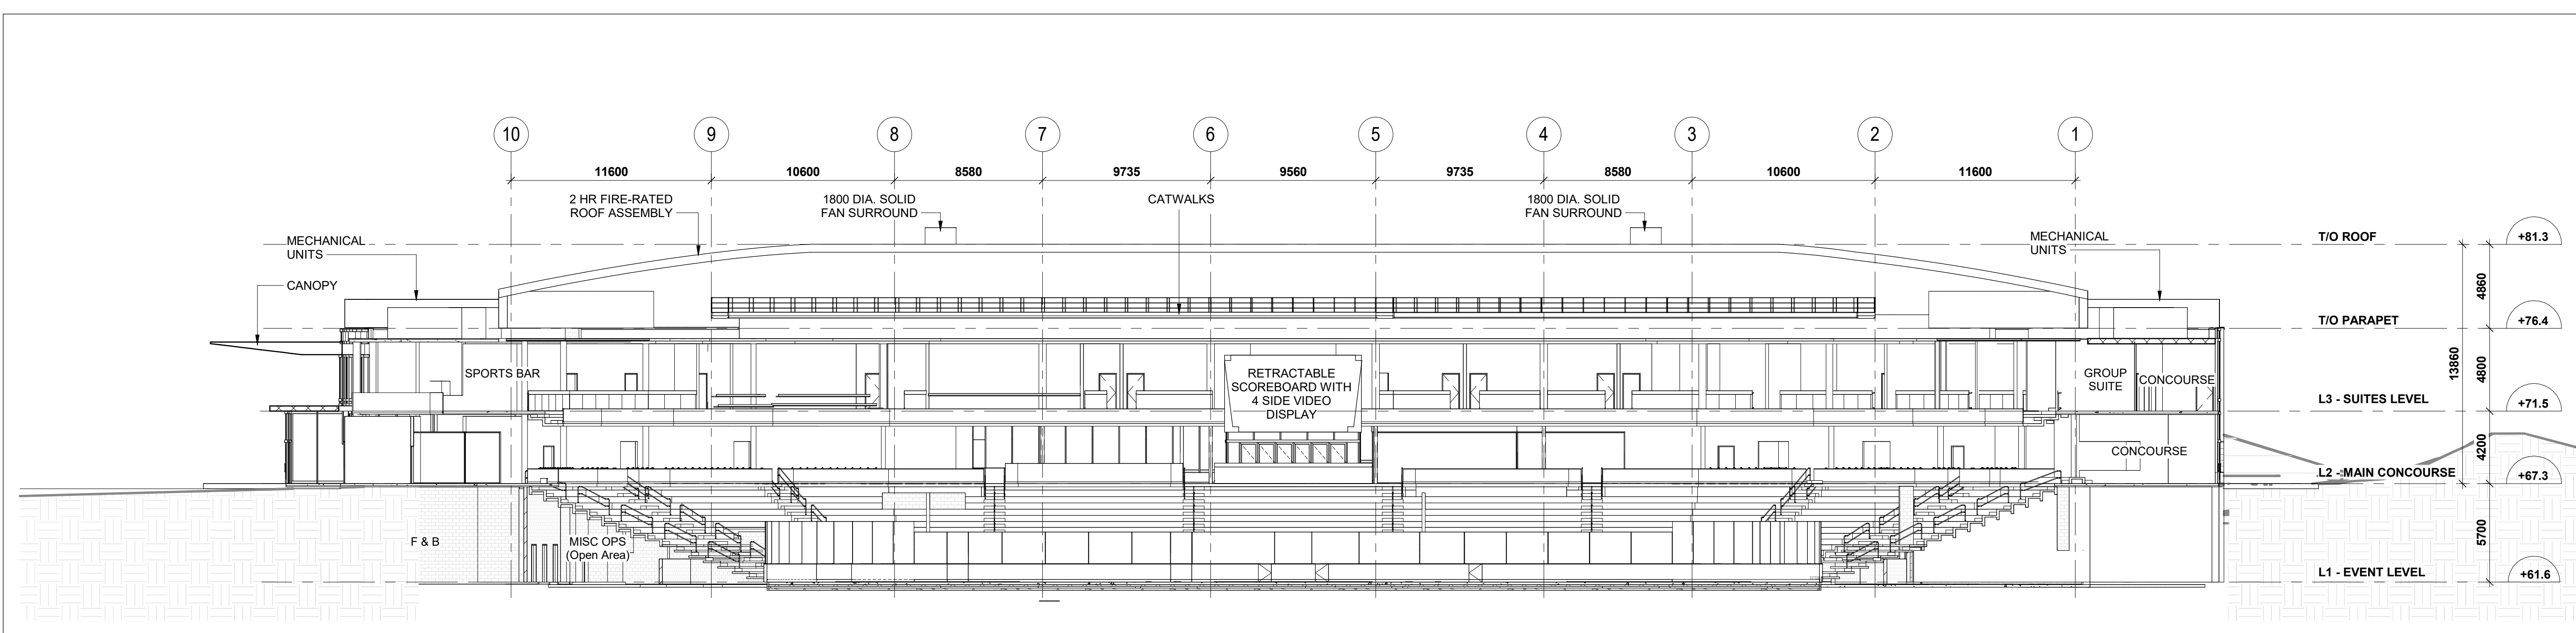 10
9
8
7
6
5
4
3
2
1
11600
10600
8580
9735
9560
9735
8580
10600
11600
2 HR FIRE-RATED
ROOF ASSEMBLY
1800 DIA. SOLID
FAN SURROUND
CATWALKS
1800 DIA. SOLID
FAN SURROUND
MECHANICAL
UNITS
CANOPY
MECHANICAL
UNITS
T/O ROOF
+81.3
4860
T/O PARAPET
+76.4
13860
4800
SPORTS BAR
RETRACTABLE
SCOREBOARD WITH
4 SIDE VIDEO
DISPLAY
GROUP
SUITE
CONCOURSE
L3 - SUITES LEVEL
+71.5
4200
CONCOURSE
L2 - MAIN CONCOURSE
+67.3
5700
F & B
MISC OPS
(Open Area)
L1 - EVENT LEVEL
+61.6